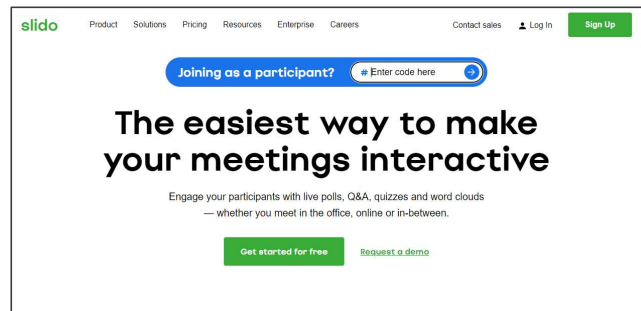 slido Product Solutions Pricing Resources Enterprise Careers Contact sales Log In Sign Up
Joining as a participant? # Enter code here
The easiest way to make
your meetings interactive
Engage your participants with live polls, Q&A, quizzes and word clouds
— whether you meet in the office, online or in-between.
Get started for free Request a demo